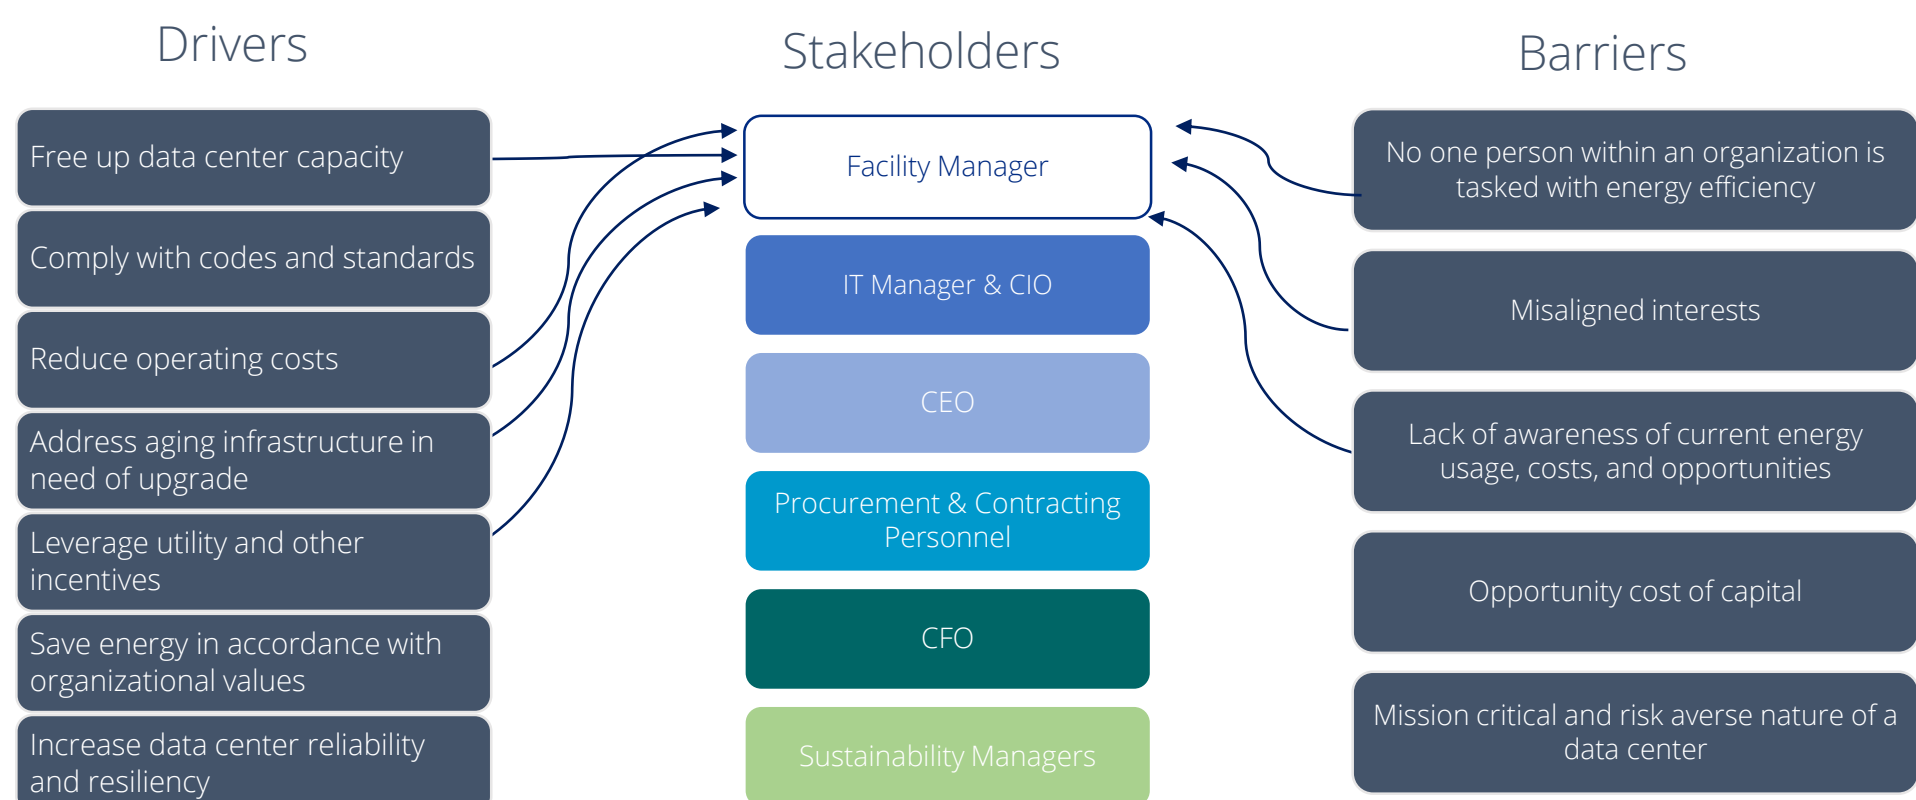 Drivers
Free up data center capacity
Comply with codes and standards
Reduce operating costs
Address aging infrastructure in
need of upgrade
Leverage utility and other
incentives
Save energy in accordance with
organizational values
Increase data center reliability
and resiliency
Stakeholders
Facility Manager
IT Manager & CIO
CEO
Procurement & Contracting
Personnel
CFO
Sustainability Managers
Barriers
No one person within an organization is
tasked with energy efficiency
Misaligned interests
Lack of awareness of current energy
usage, costs, and opportunities
Opportunity cost of capital
Mission critical and risk averse nature of a
data center